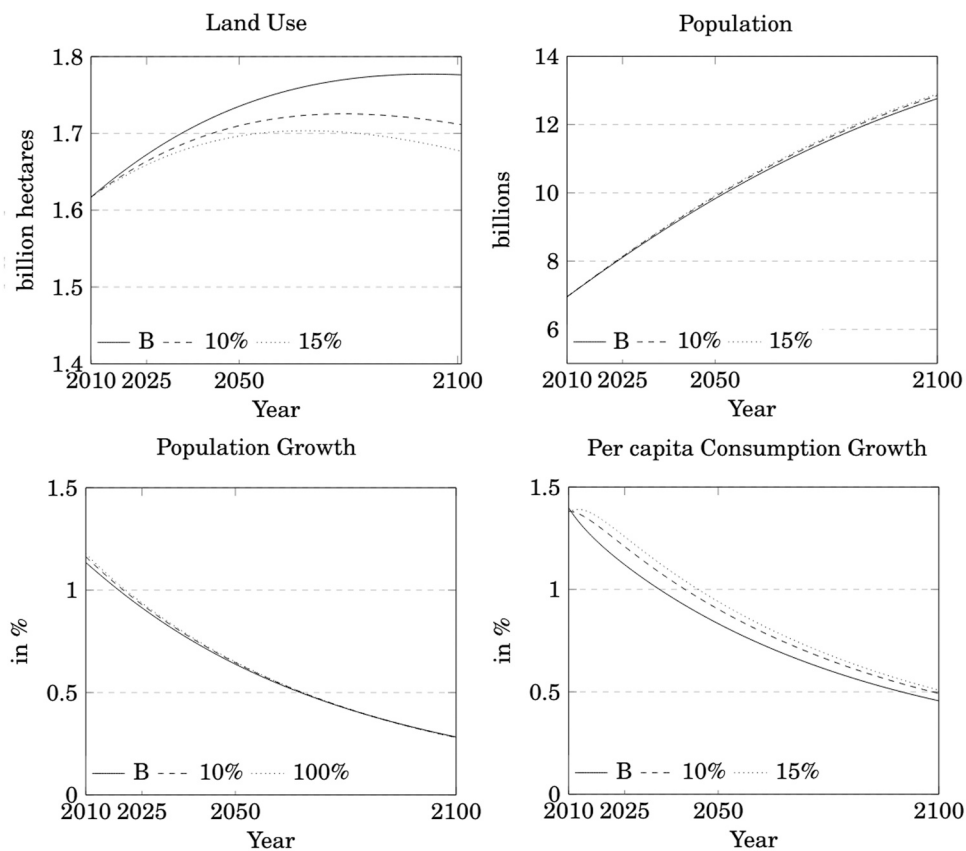 Land Use
1.8
1.7
1.6
1.5
1.4
billion hectares
B 10% 15%
2010 2025 2050 2100
Year
Population
14
12
10
8
6
billions
B 10% 15%
2010 2025 2050 2100
Year
Population Growth
1.5
1
0.5
0
in %
B 10% 100%
2010 2025 2050 2100
Year
Per capita Consumption Growth
1.5
1
0.5
0
in %
B 10% 15%
2010 2025 2050 2100
Year